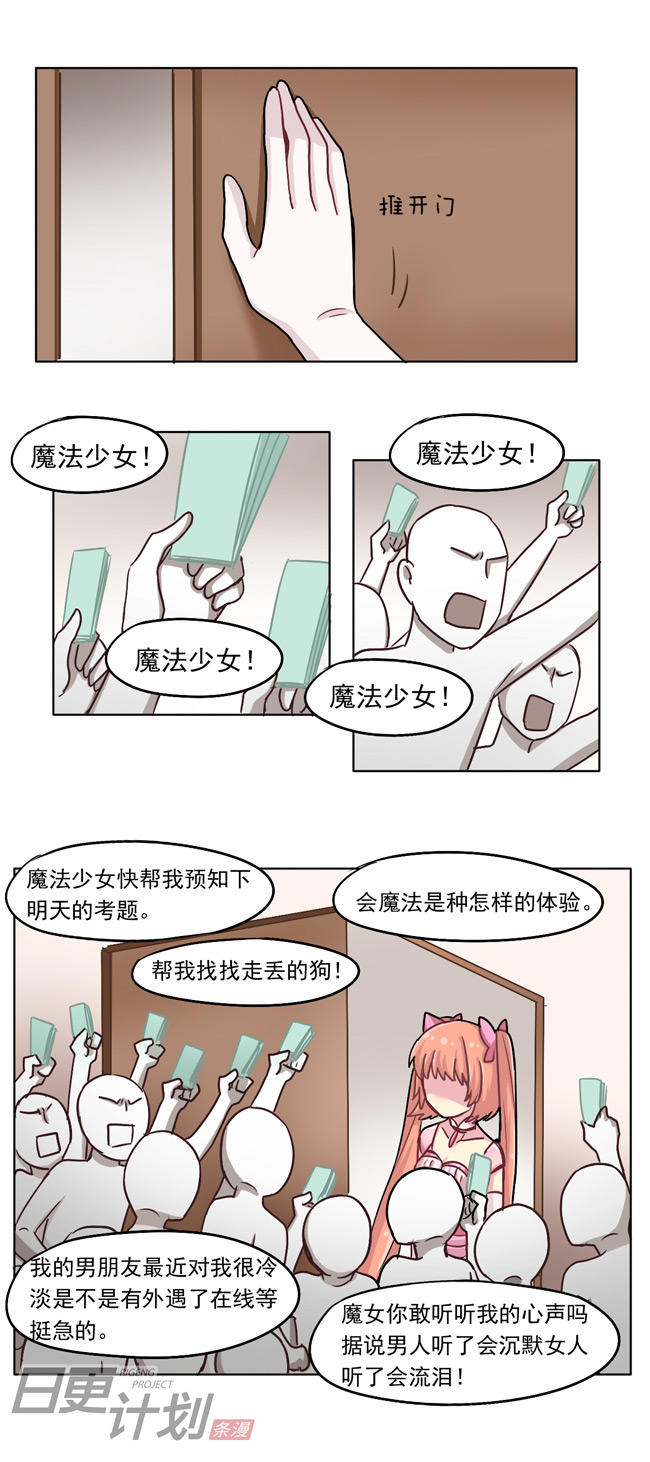 推开门
魔法少女！
魔法少女！
魔法少女！
魔法少女！
魔法少女快帮我预知下
明天的考题。
会魔法是种怎样的体验。
帮我找找走丢的狗！
我的男朋友最近对我很冷
淡是不是有外遇了在线等
挺急的。
魔女你敢听听我的心声吗
据说男人听了会沉默女人
听了会流泪！
日更计划
RIGENG
PROJECT
条漫